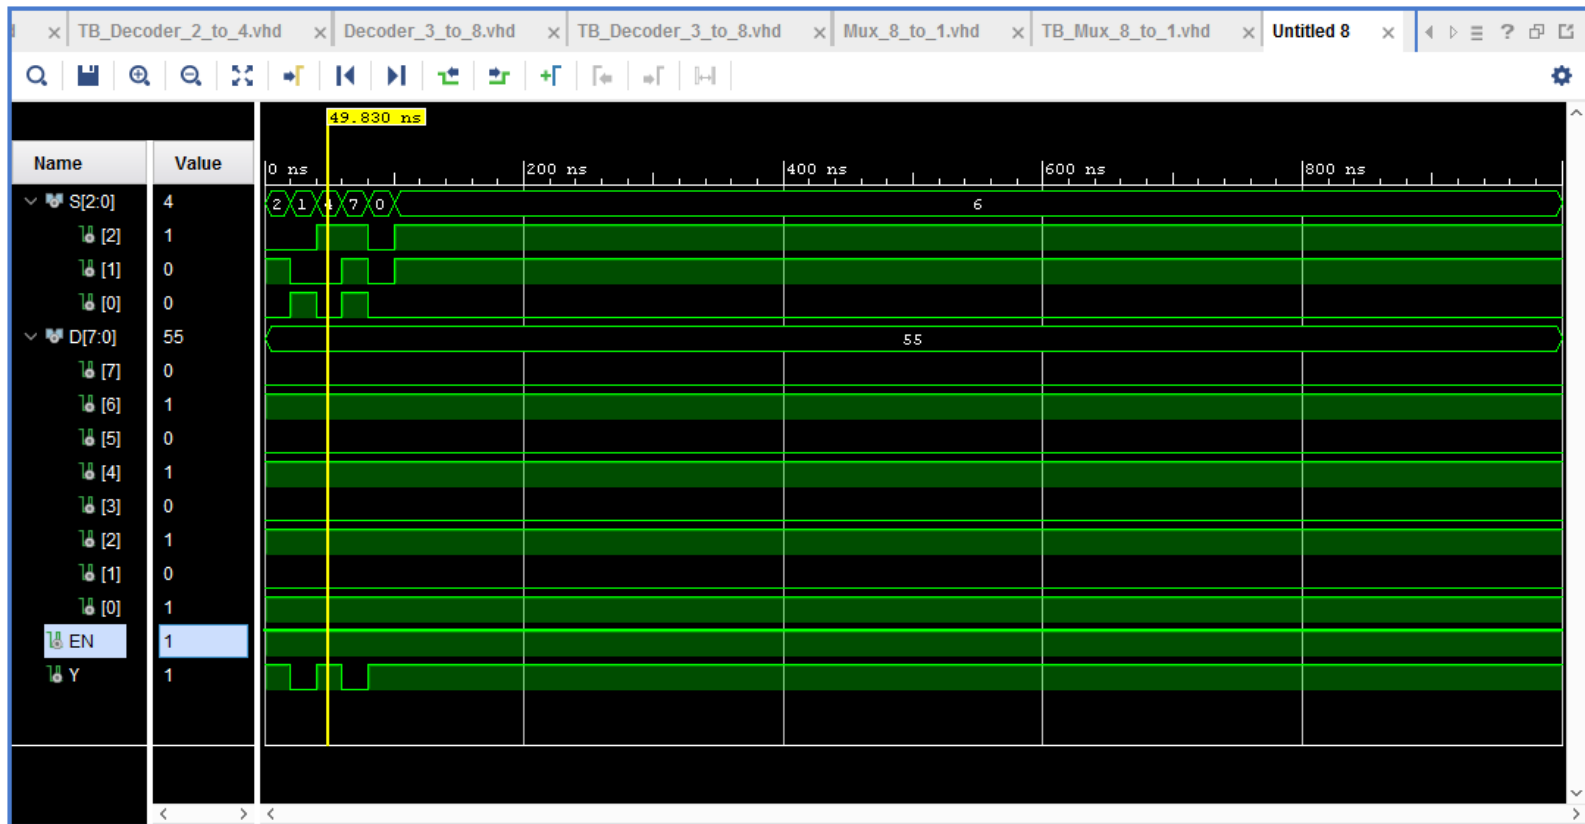 TB_Decoder_2_to_4.vhd Decoder_3_to_8.vhd TB_Decoder_3_to_8.vhd Mux_8_to_1.vhd TB_Mux_8_to_1.vhd Untitled 8
49.830 ns
Name Value
0 ns 200 ns 400 ns 600 ns 800 ns
S[2:0] 4 2 1 4 7 0 6
[2] 1
[1] 0
[0] 0
D[7:0] 55 55
[7] 0
[6] 1
[5] 0
[4] 1
[3] 0
[2] 1
[1] 0
[0] 1
EN 1
Y 1